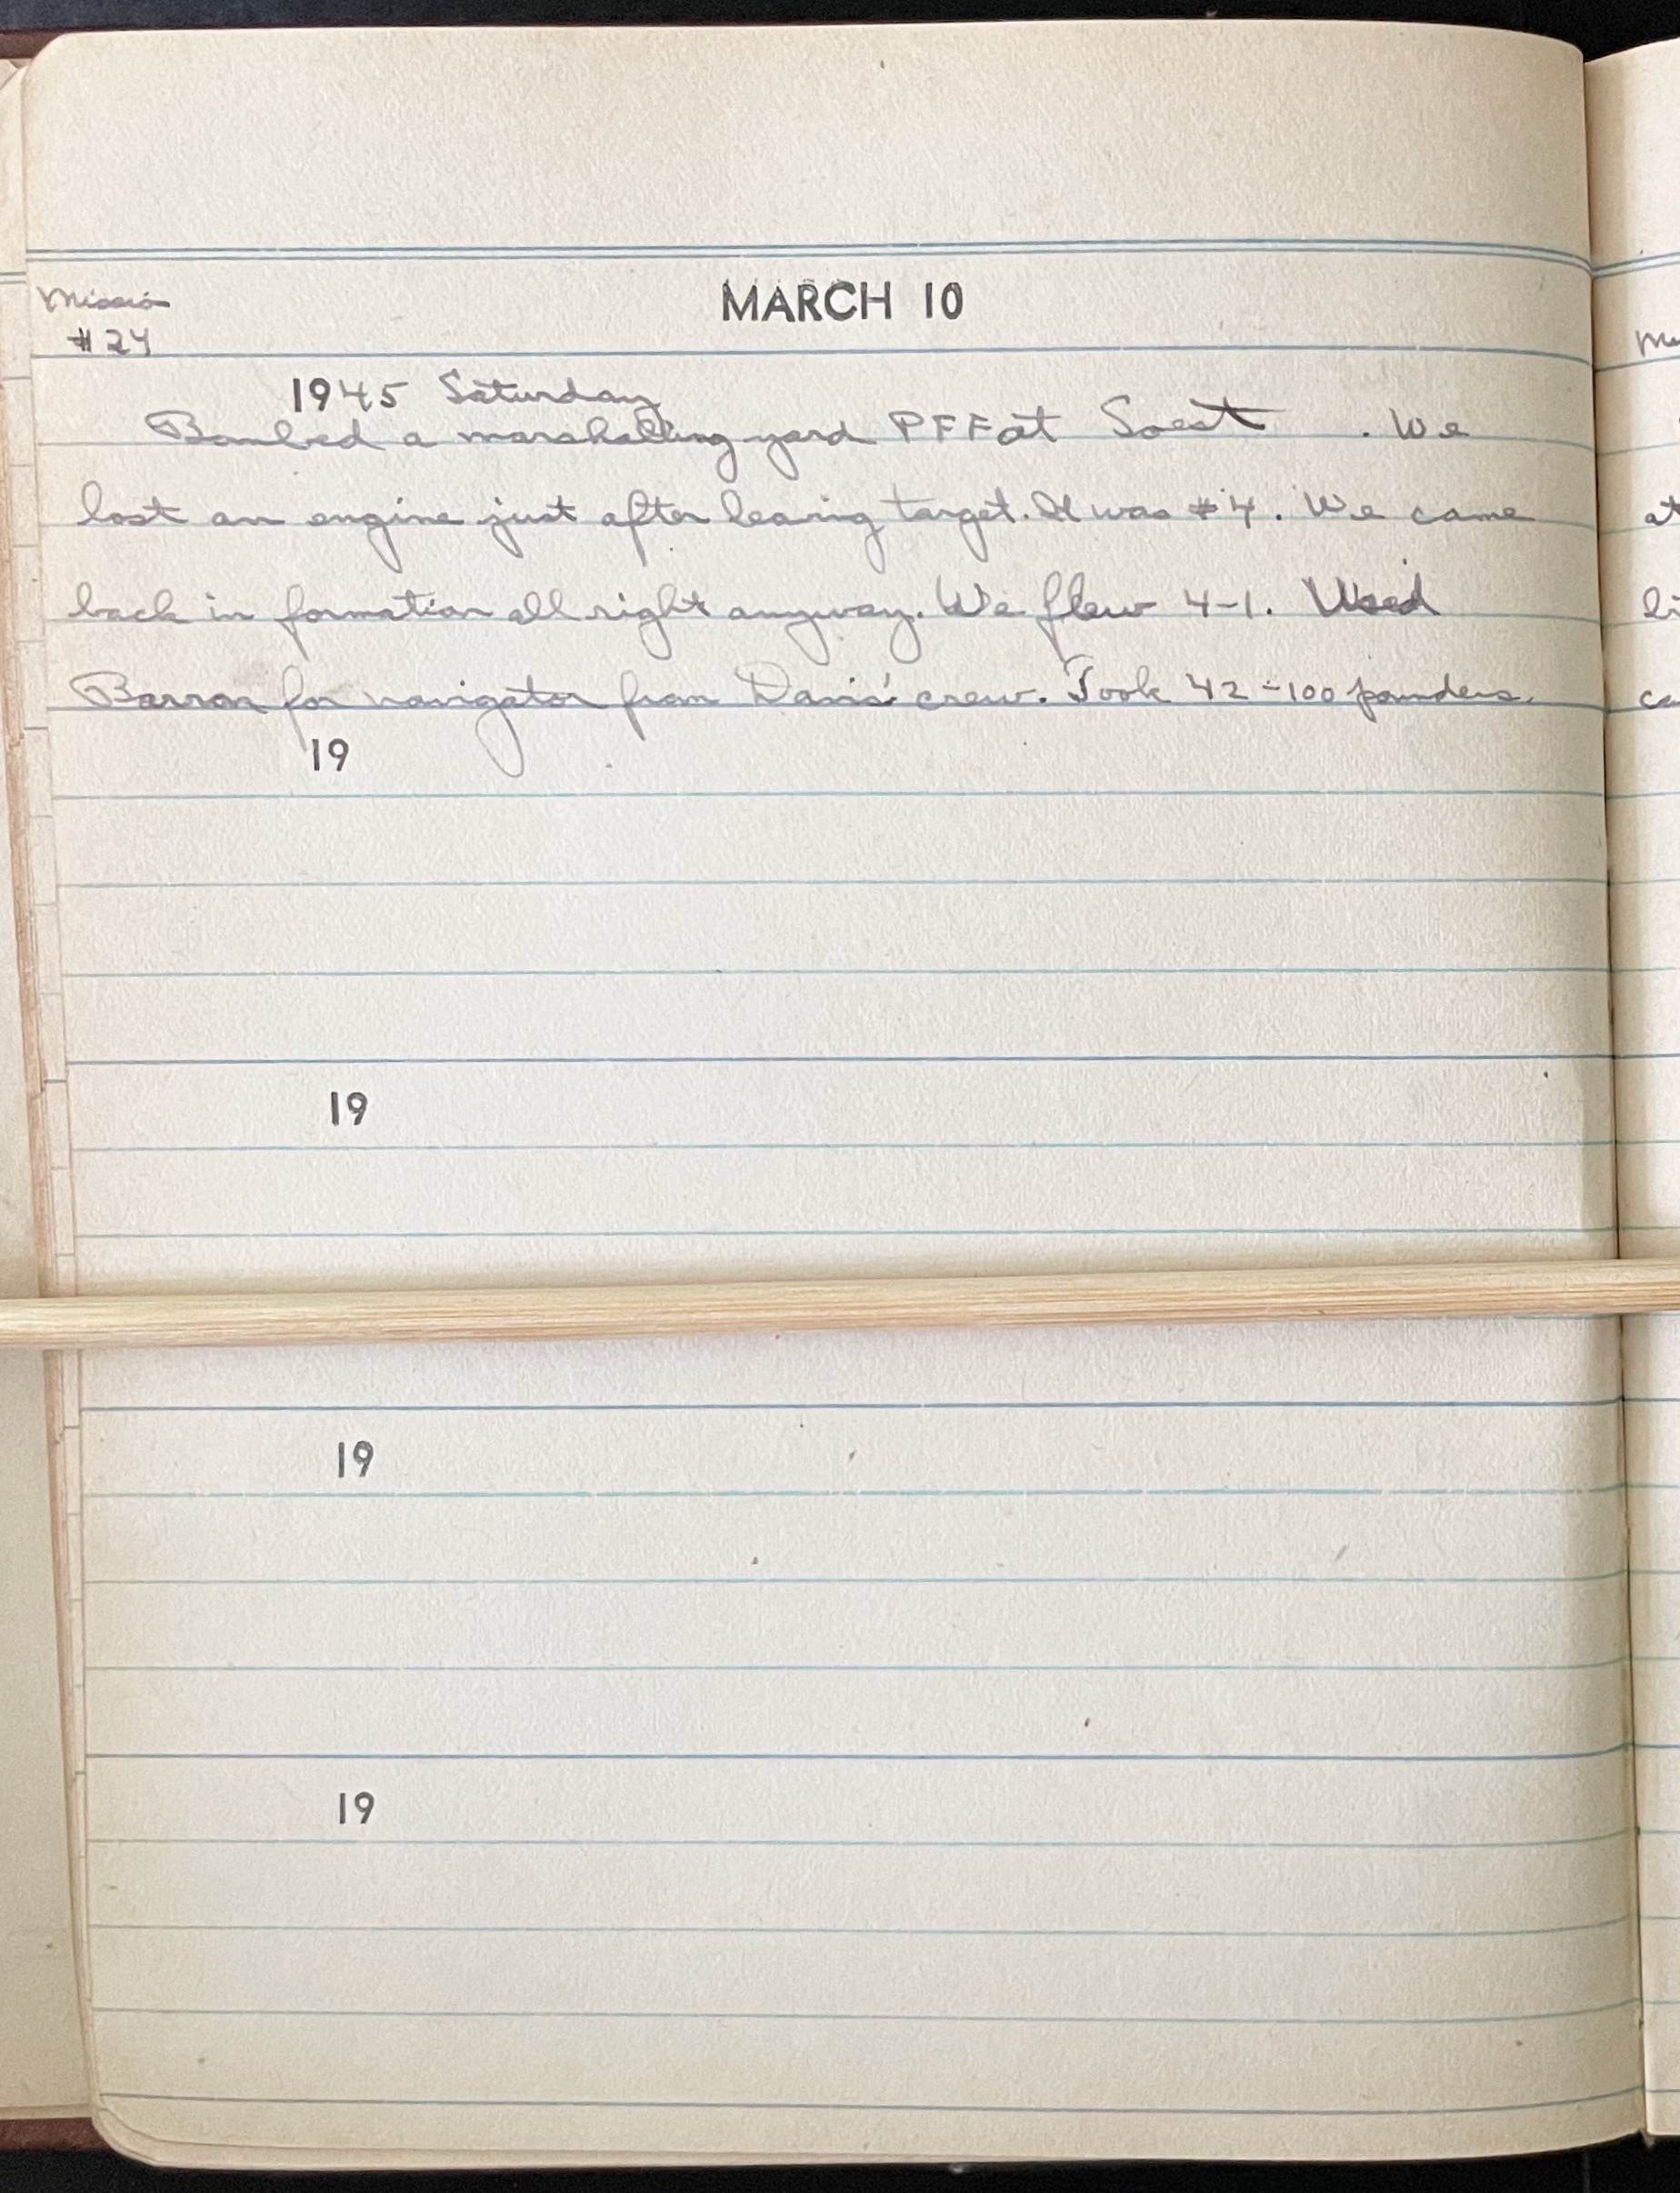 MARCH 10
Mission
#24
1945 Saturday
Bombed a marshalling yard PFF at Soest . We
lost an engine just after leaving target. It was #4. We came
back in formation all right anyway. We flew 4-1. Used
Barron for navigator from Davis' crew. Took 42-100 pounders.
19
19
19
19